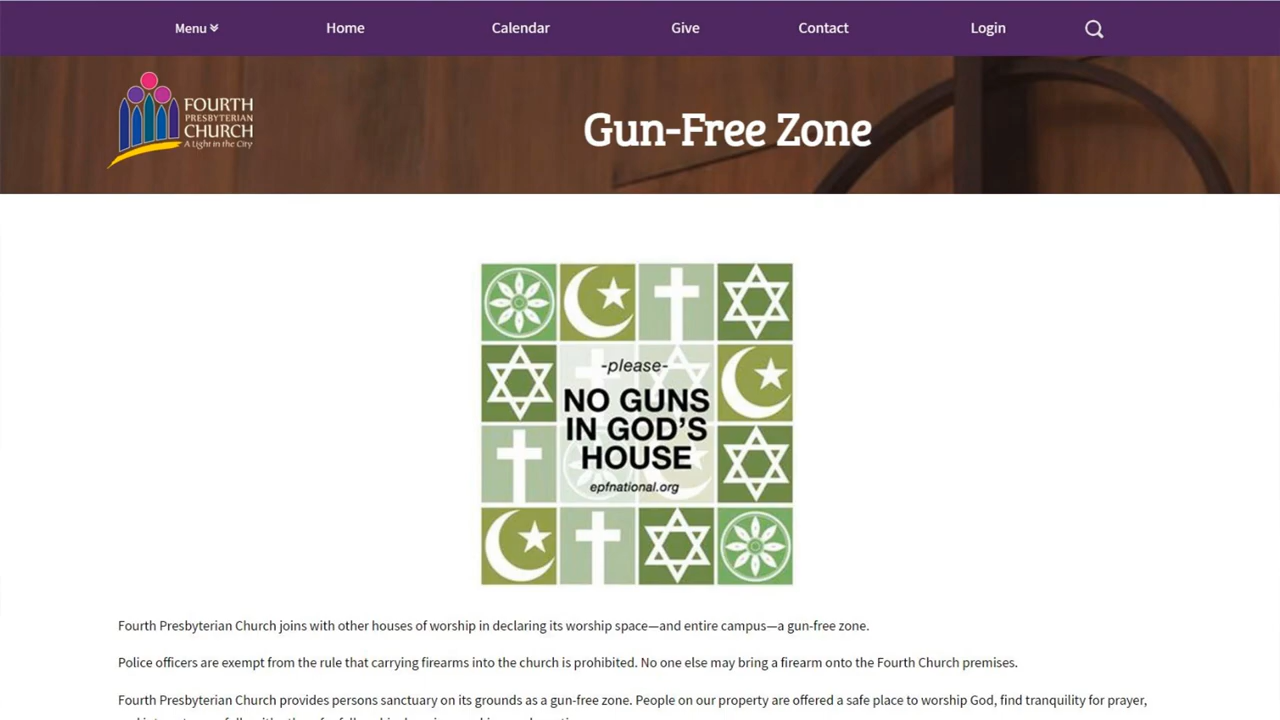 Menu
Home
Calendar
Give
Contact
Login
FOURTH
PRESBYTERIAN
CHURCH
A Light in the City
Gun-Free Zone
-please-
NO GUNS
IN GOD'S
HOUSE
epfnational.org
Fourth Presbyterian Church joins with other houses of worship in declaring its worship space—and entire campus—a gun-free zone.
Police officers are exempt from the rule that carrying firearms into the church is prohibited. No one else may bring a firearm onto the Fourth Church premises.
Fourth Presbyterian Church provides persons sanctuary on its grounds as a gun-free zone. People on our property are offered a safe place to worship God, find tranquility for prayer,